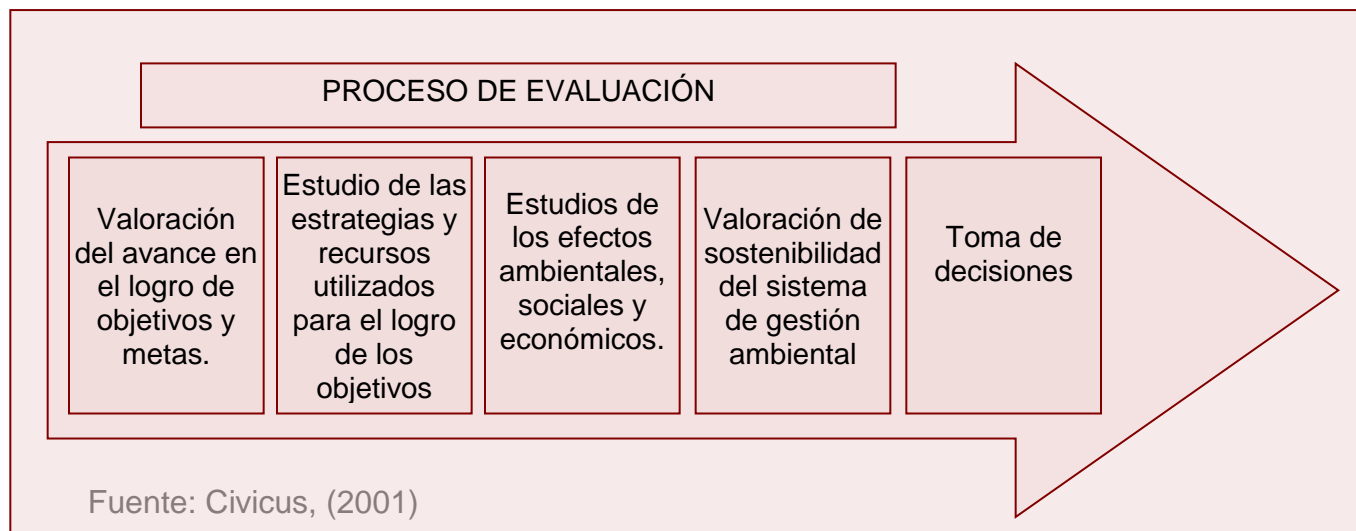 PROCESO DE EVALUACIÓN
Valoración
del avance en
el logro de
objetivos y
metas.
Estudio de las
estrategias y
recursos
utilizados
para el logro
de los
objetivos
Estudios de
los efectos
ambientales,
sociales y
económicos.
Valoración de
sostenibilidad
del sistema
de gestión
ambiental
Toma de
decisiones
Fuente: Civicus, (2001)